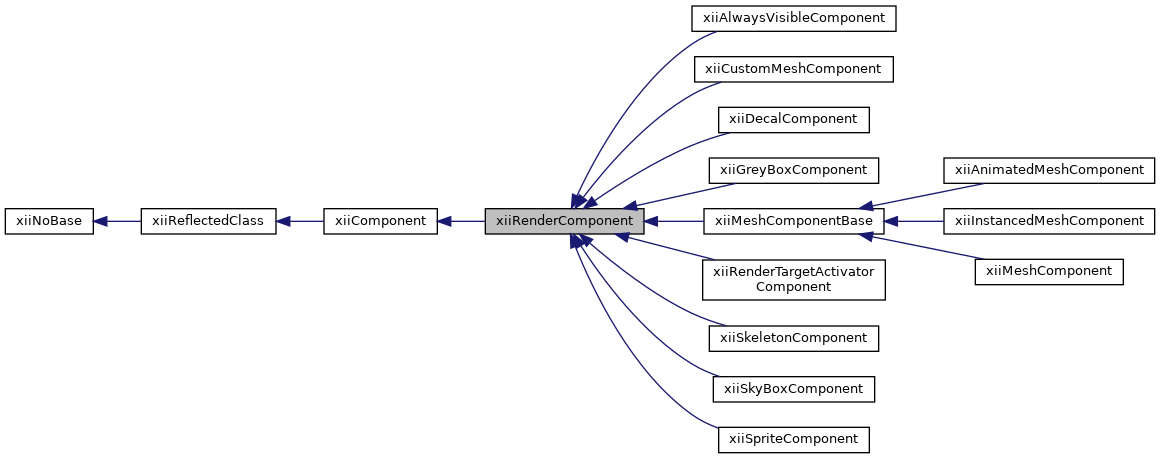 xiiNoBase
xiiReflectedClass
xiiComponent
xiiRenderComponent
xiiAlwaysVisibleComponent
xiiCustomMeshComponent
xiiDecalComponent
xiiGreyBoxComponent
xiiMeshComponentBase
xiiRenderTargetActivator
Component
xiiSkeletonComponent
xiiSkyBoxComponent
xiiSpriteComponent
xiiAnimatedMeshComponent
xiiInstancedMeshComponent
xiiMeshComponent